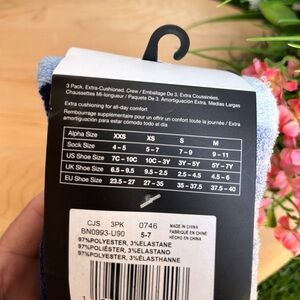 3 Pack. Extra-Cushioned. Crew / Emballage De 3. Extra Coussinées.
Chaussettes Mi-longueur / Paquete De 3. Amortiguación Extra. Medias Largas
Extra cushioning for all-day comfort
Rembourrage supplémentaire pour un confort tout au long de la journée / Extra
amortiguación para estar cómodo todo el día
Alpha Size XXS XS S M
Sock Size 4 - 5 5 - 7 7 - 9 9 - 11
US Shoe Size 7C - 10C 10C - 3Y 3Y - 5Y 5Y - 7Y
UK Shoe Size 6.5 - 9.5 9.5 - 2.5 2.5 - 4.5 4.5 - 6
EU Shoe Size 23.5 - 27 27 - 35 35 - 37.5 37.5 - 40
CJS 3PK 0746
BN0993-U90 5-7
MADE IN CHINA
FABRIQUÉ EN CHINE
HECHO EN CHINA
97%POLYESTER, 3%ELASTANE
97%POLIÉSTER, 3%ELASTANO
97%POLYESTER, 3%ÉLASTHANNE